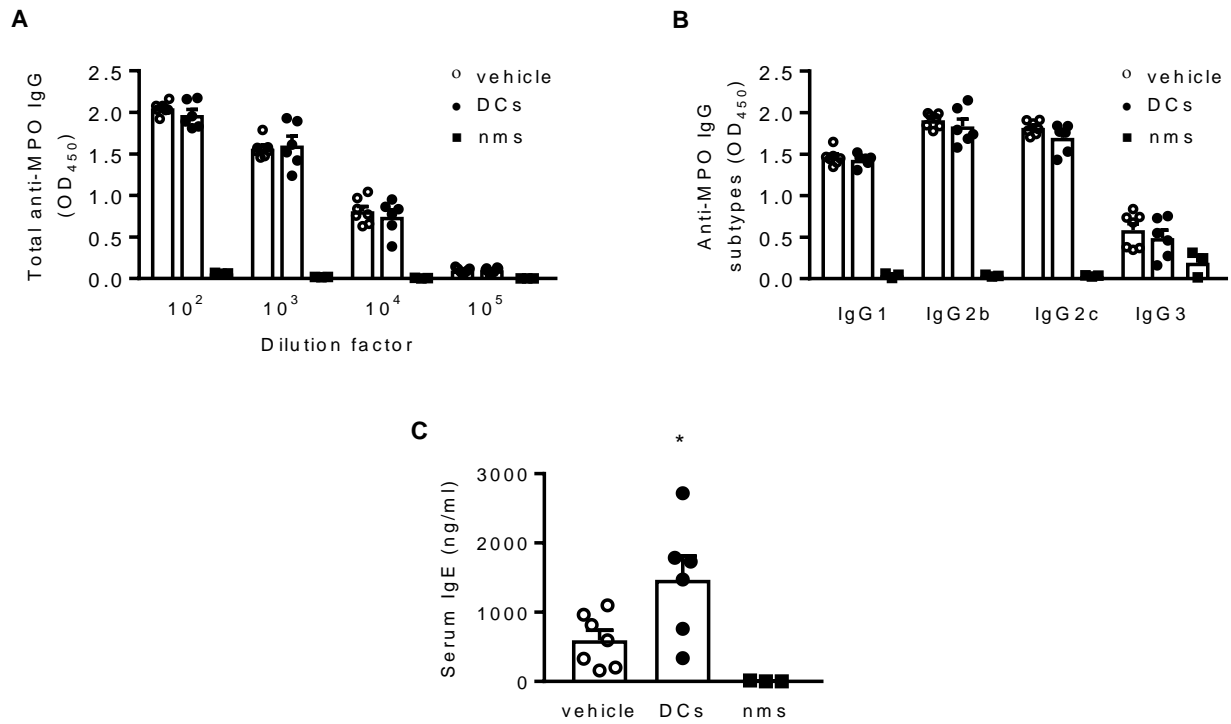 A
Total anti-MPO IgG
(OD450)
2.5
2.0
1.5
1.0
0.5
0.0
10^2
10^3
10^4
10^5
Dilution factor
vehicle
DCs
nms
B
Anti-MPO IgG
subtypes (OD450)
2.5
2.0
1.5
1.0
0.5
0.0
IgG1
IgG2b
IgG2c
IgG3
vehicle
DCs
nms
C
*
Serum IgE (ng/ml)
3000
2000
1000
0
vehicle
DCs
nms